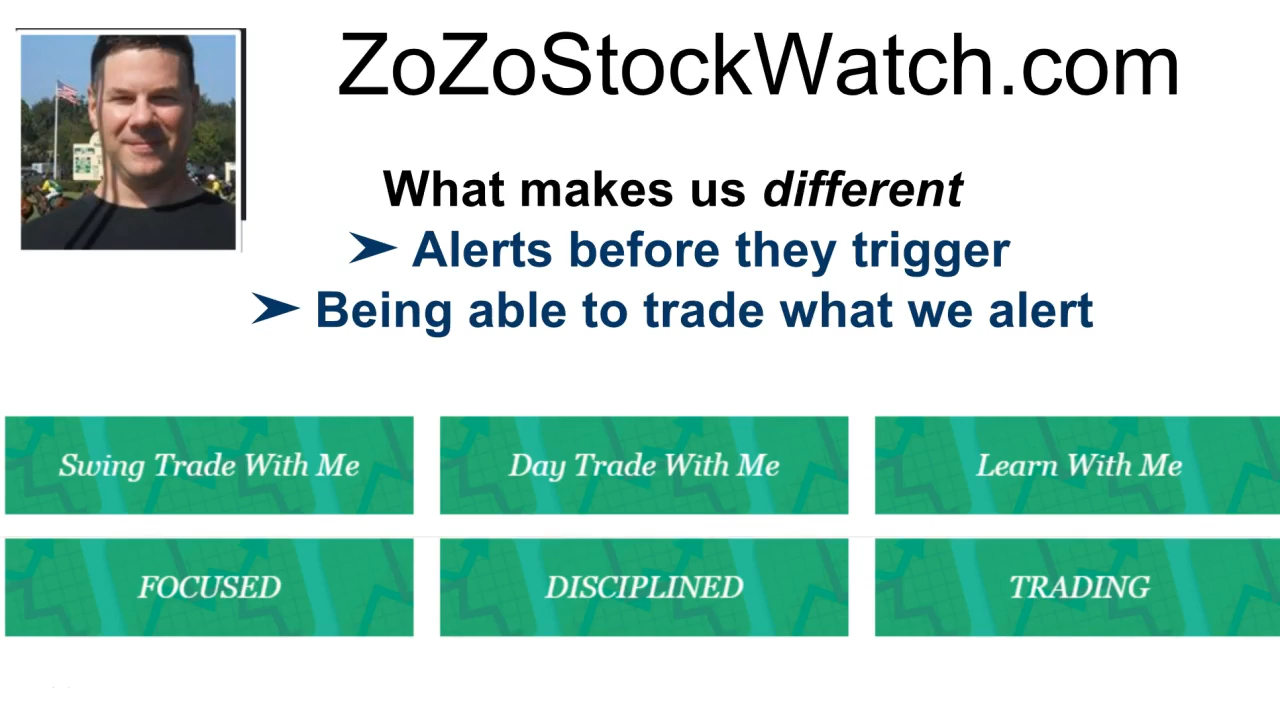 ZoZoStockWatch.com
What makes us different
➤ Alerts before they trigger
➤ Being able to trade what we alert
Swing Trade With Me
Day Trade With Me
Learn With Me
FOCUSED
DISCIPLINED
TRADING